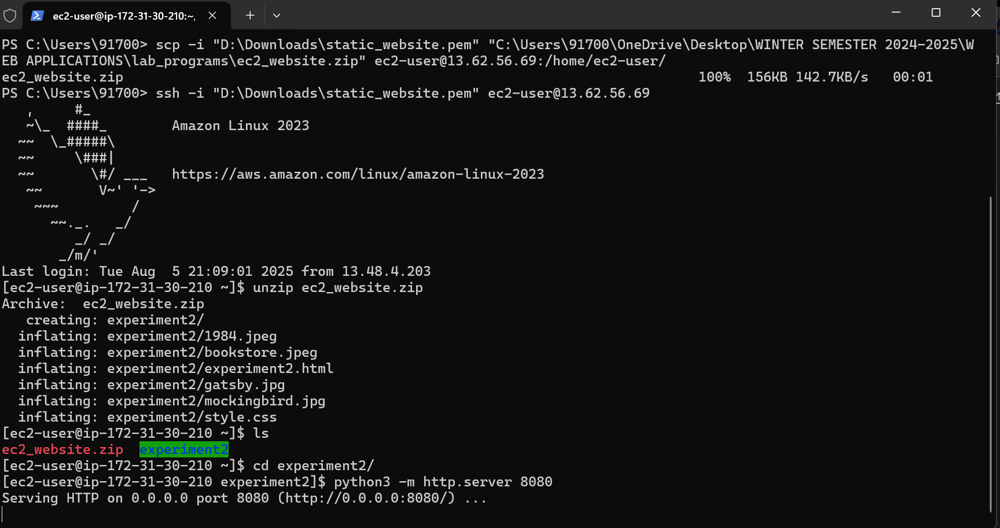 ec2-user@ip-172-31-30-210:~,
PS C:\Users\91700> scp -i "D:\Downloads\static_website.pem" "C:\Users\91700\OneDrive\Desktop\WINTER SEMESTER 2024-2025\W
EB APPLICATIONS\lab_programs\ec2_website.zip" ec2-user@13.62.56.69:/home/ec2-user/
ec2_website.zip                                                                       100%  156KB 142.7KB/s   00:01
PS C:\Users\91700> ssh -i "D:\Downloads\static_website.pem" ec2-user@13.62.56.69
   ,     #_
   ~\_  ####_        Amazon Linux 2023
  ~~  \_#####\
  ~~     \###|
  ~~       \#/ ___   https://aws.amazon.com/linux/amazon-linux-2023
   ~~       V~' '->
    ~~~         /
      ~~._.   _/
         _/ _/
       _/m/'
Last login: Tue Aug  5 21:09:01 2025 from 13.48.4.203
[ec2-user@ip-172-31-30-210 ~]$ unzip ec2_website.zip
Archive:  ec2_website.zip
   creating: experiment2/
  inflating: experiment2/1984.jpeg
  inflating: experiment2/bookstore.jpeg
  inflating: experiment2/experiment2.html
  inflating: experiment2/gatsby.jpg
  inflating: experiment2/mockingbird.jpg
  inflating: experiment2/style.css
[ec2-user@ip-172-31-30-210 ~]$ ls
ec2_website.zip  experiment2
[ec2-user@ip-172-31-30-210 ~]$ cd experiment2/
[ec2-user@ip-172-31-30-210 experiment2]$ python3 -m http.server 8080
Serving HTTP on 0.0.0.0 port 8080 (http://0.0.0.0:8080/) ...